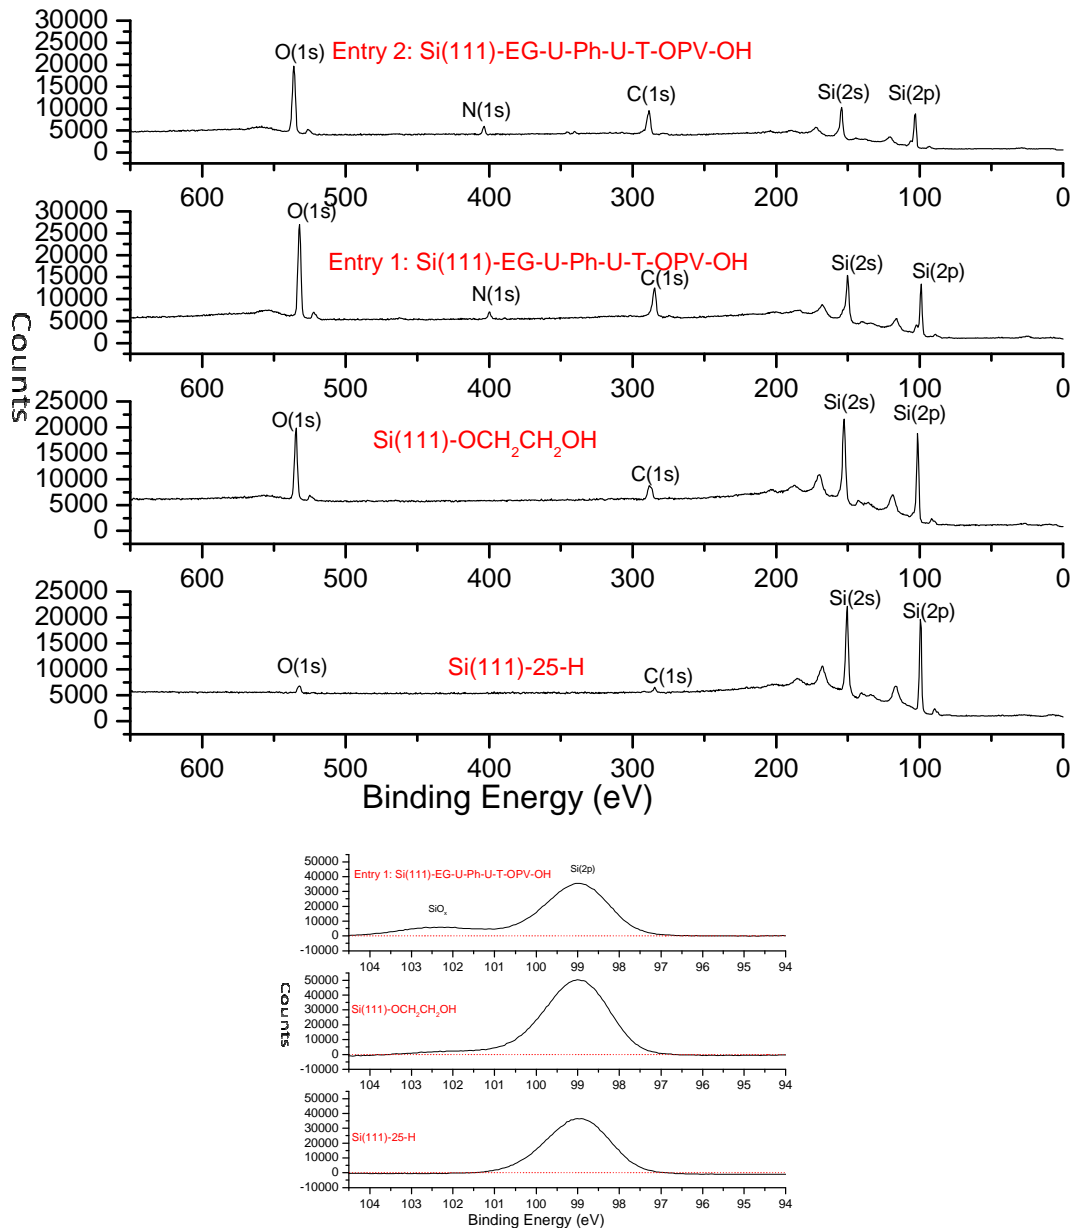 30000
25000
20000
15000
10000
5000
0
O(1s)
Entry 2: Si(111)-EG-U-Ph-U-T-OPV-OH
N(1s)
C(1s)
Si(2s)
Si(2p)
600 500 400 300 200 100 0
30000
25000
20000
15000
10000
5000
0
O(1s)
Entry 1: Si(111)-EG-U-Ph-U-T-OPV-OH
N(1s)
C(1s)
Si(2s)
Si(2p)
600 500 400 300 200 100 0
Counts
25000
20000
15000
10000
5000
0
O(1s)
Si(111)-OCH₂CH₂OH
C(1s)
Si(2s)
Si(2p)
600 500 400 300 200 100 0
25000
20000
15000
10000
5000
0
O(1s)
Si(111)-25-H
C(1s)
Si(2s)
Si(2p)
600 500 400 300 200 100 0
Binding Energy (eV)
50000
40000
30000
20000
10000
0
-10000
Entry 1: Si(111)-EG-U-Ph-U-T-OPV-OH
Si(2p)
SiOₓ
104 103 102 101 100 99 98 97 96 95 94
Counts
50000
40000
30000
20000
10000
0
-10000
Si(111)-OCH₂CH₂OH
104 103 102 101 100 99 98 97 96 95 94
50000
40000
30000
20000
10000
0
-10000
Si(111)-25-H
104 103 102 101 100 99 98 97 96 95 94
Binding Energy (eV)